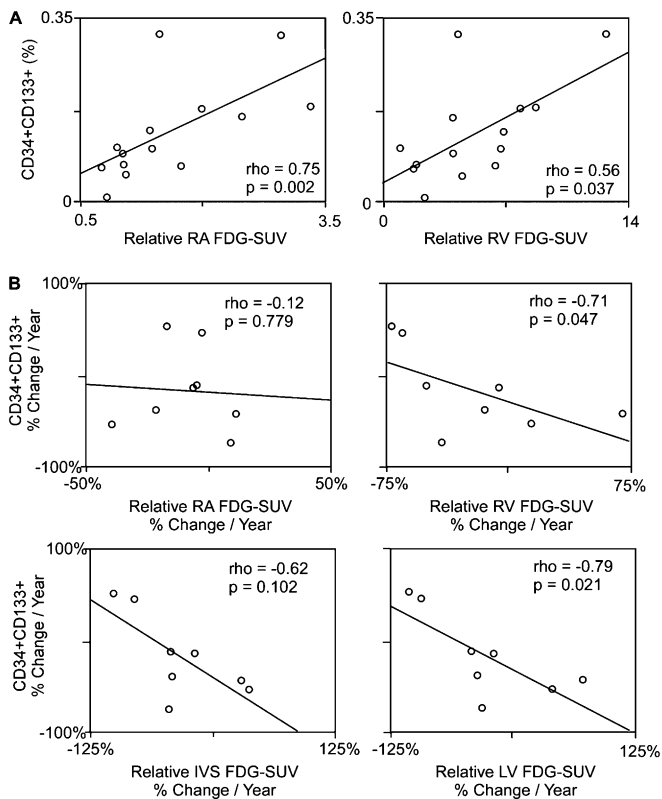 A
0.35
CD34+CD133+ (%)
0
rho = 0.75
p = 0.002
0.5
3.5
Relative RA FDG-SUV
0.35
0
rho = 0.56
p = 0.037
0
14
Relative RV FDG-SUV
B
100%
CD34+CD133+
% Change / Year
-100%
rho = -0.12
p = 0.779
-50%
50%
Relative RA FDG-SUV
% Change / Year
rho = -0.71
p = 0.047
-75%
75%
Relative RV FDG-SUV
% Change / Year
100%
CD34+CD133+
% Change / Year
-100%
rho = -0.62
p = 0.102
-125%
125%
Relative IVS FDG-SUV
% Change / Year
rho = -0.79
p = 0.021
-125%
125%
Relative LV FDG-SUV
% Change / Year